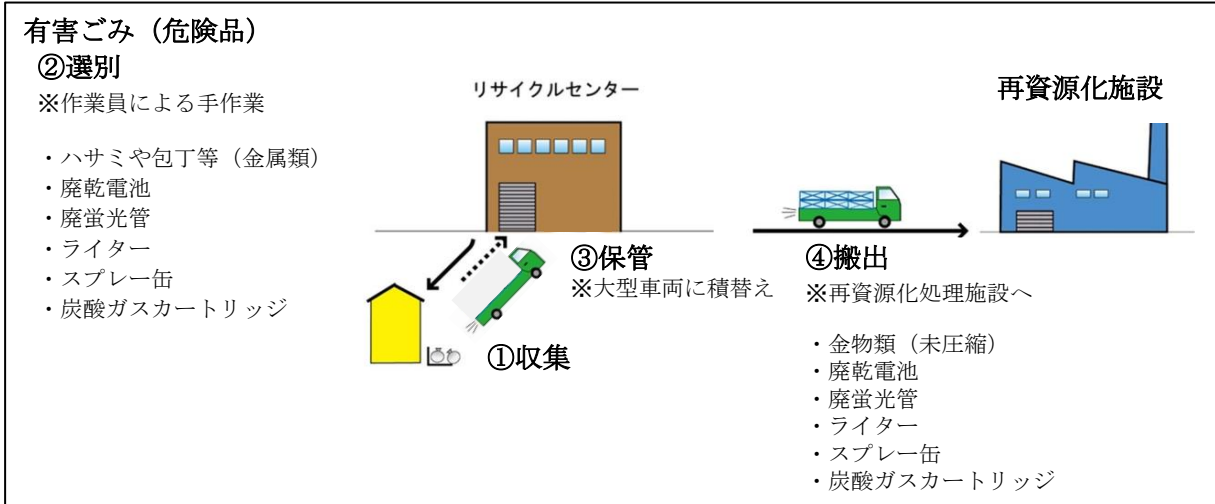 有害ごみ（危険品）
②選別
※作業員による手作業
・ハサミや包丁等（金属類）
・廃乾電池
・廃蛍光管
・ライター
・スプレー缶
・炭酸ガスカートリッジ
リサイクルセンター
①収集
③保管
※大型車両に積替え
再資源化施設
④搬出
※再資源化処理施設へ
・金物類（未圧縮）
・廃乾電池
・廃蛍光管
・ライター
・スプレー缶
・炭酸ガスカートリッジ